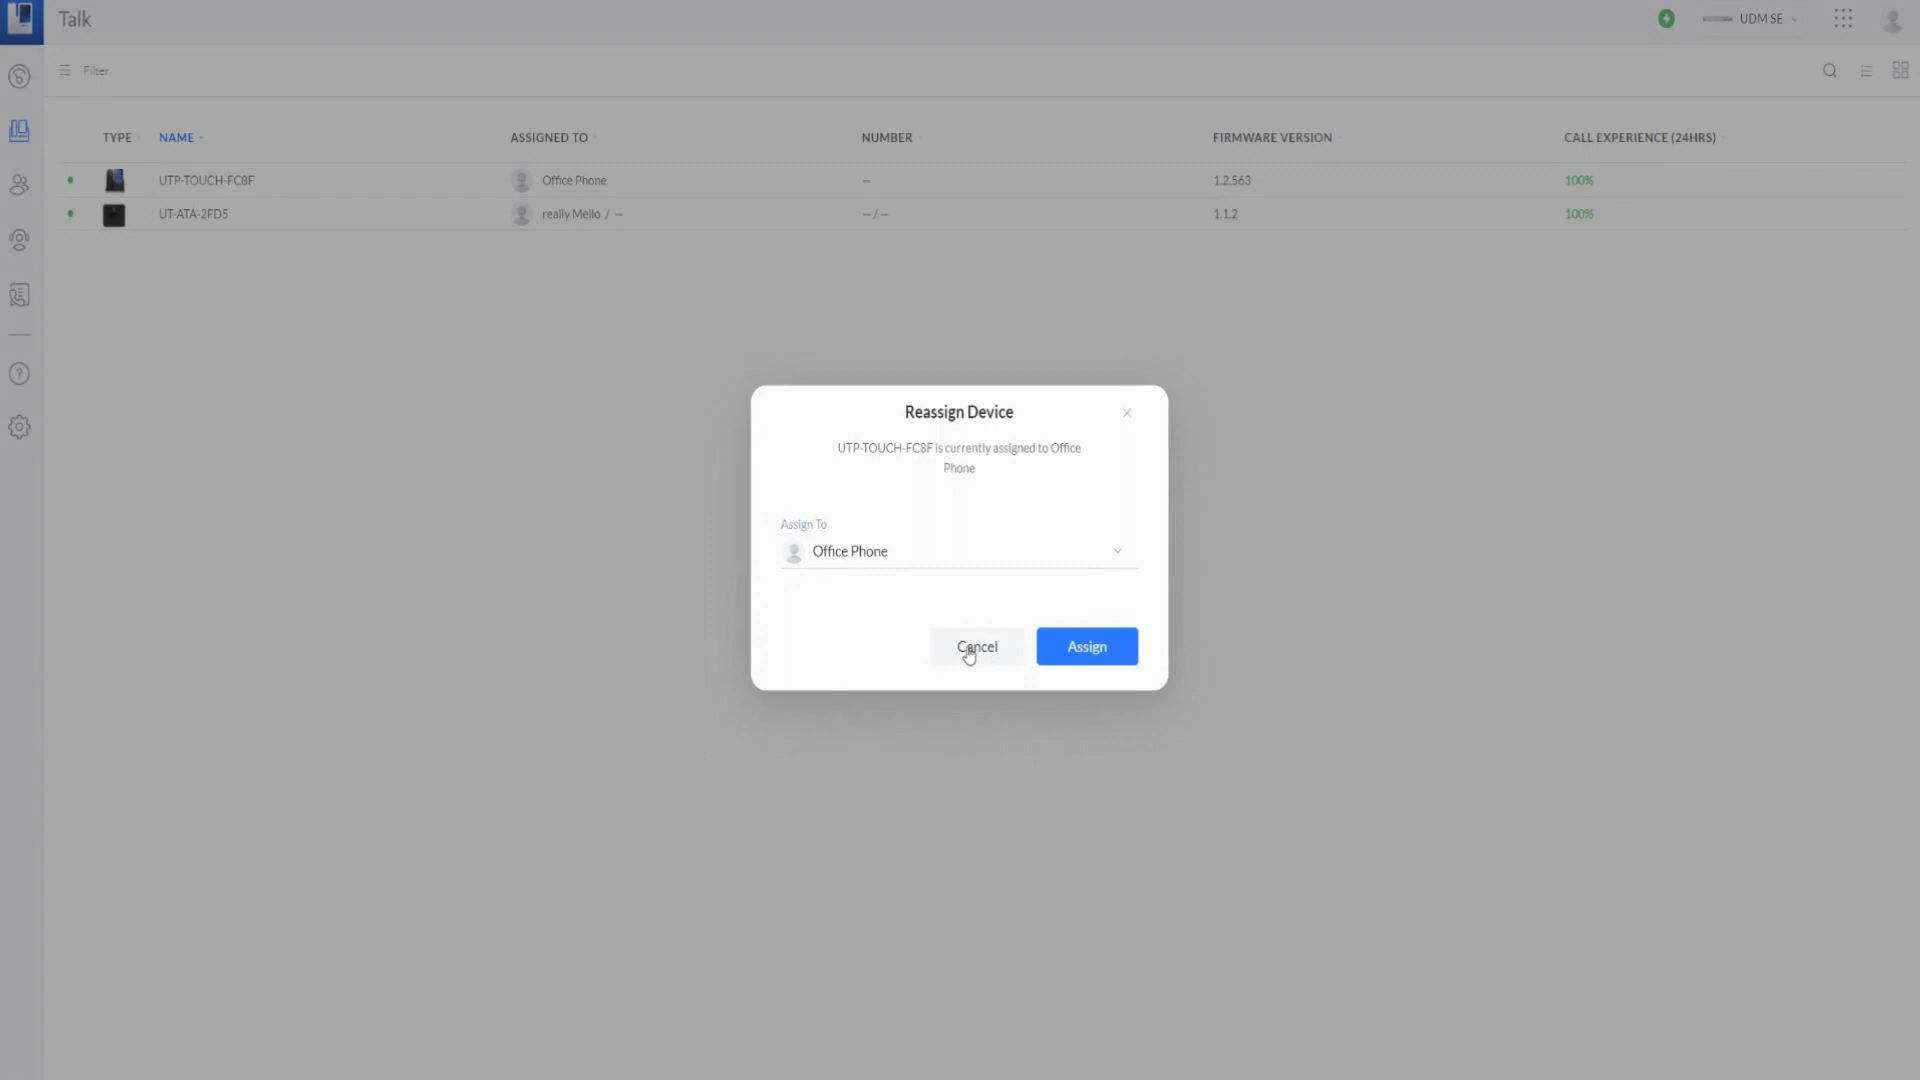 Talk
UDM SE
Filter
TYPE NAME ASSIGNED TO NUMBER FIRMWARE VERSION CALL EXPERIENCE (24HRS)
UTP-TOUCH-FC8F Office Phone — 1.2.563 100%
UT-ATA-2FD5 really Mello / — — / — 1.1.2 100%
Reassign Device
UTP-TOUCH-FC8F is currently assigned to Office
Phone
Assign To
Office Phone
Cancel Assign